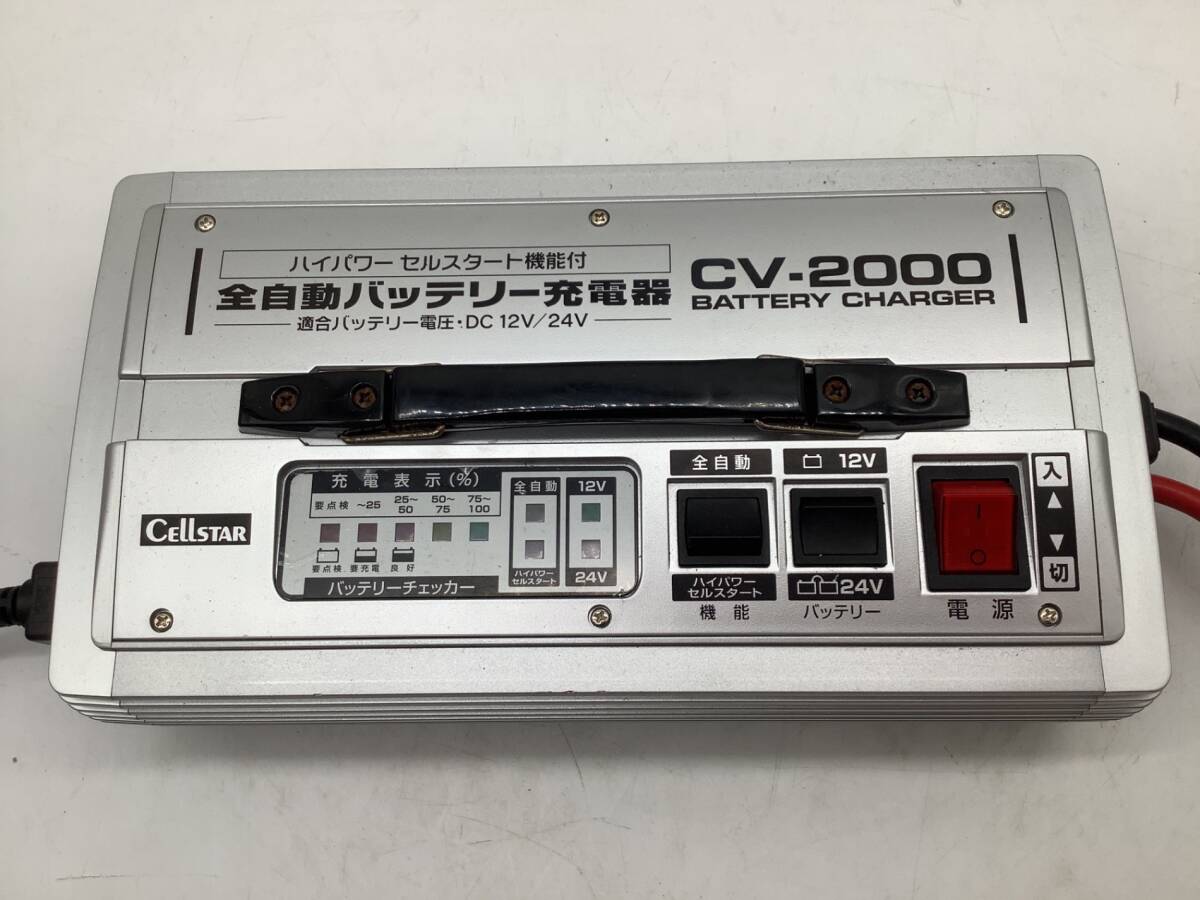 ハイパワー セルスタート機能付
全自動バッテリー充電器
適合バッテリー電圧・DC 12V/24V
CV-2000
BATTERY CHARGER
CELLSTAR
充電表示(%)
要点検 ~25 25~50 50~75 75~100
要点検 要充電 良好
バッテリーチェッカー
全自動
ハイパワー
セルスタート
12V
24V
全自動
ハイパワー
セルスタート
機能
12V
24V
バッテリー
入
切
電源